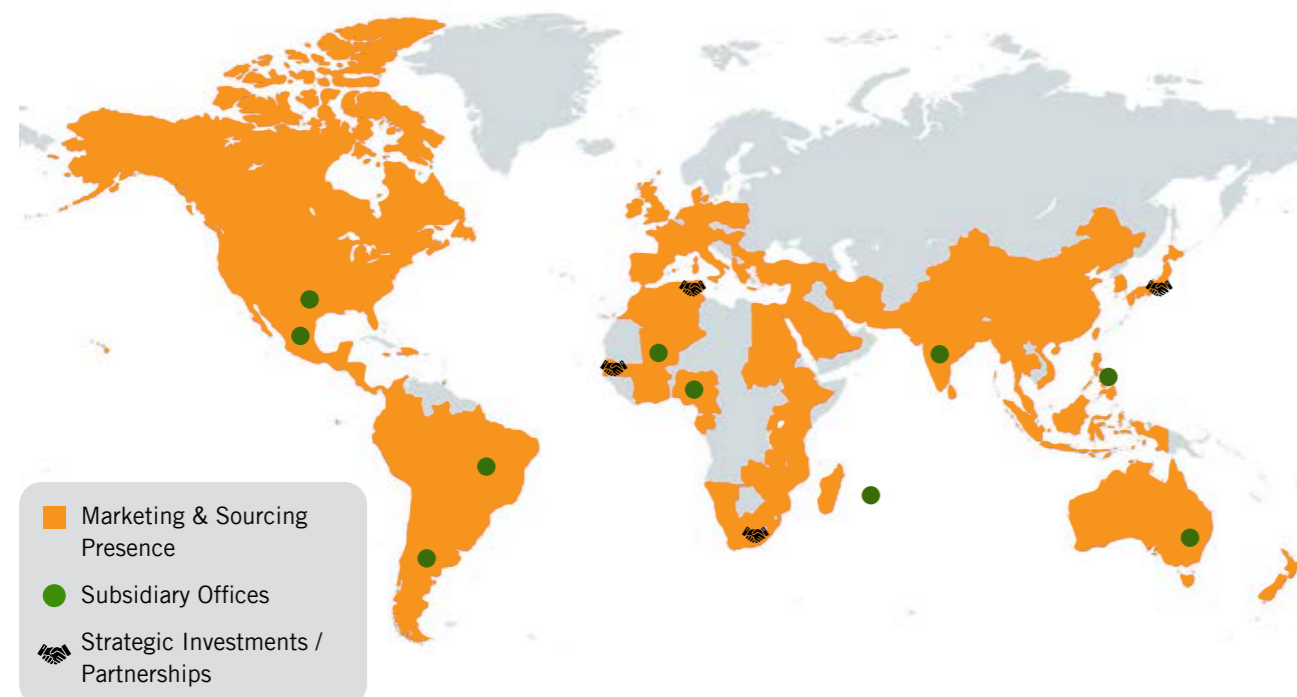 Marketing & Sourcing
Presence
Subsidiary Offices
Strategic Investments /
Partnerships